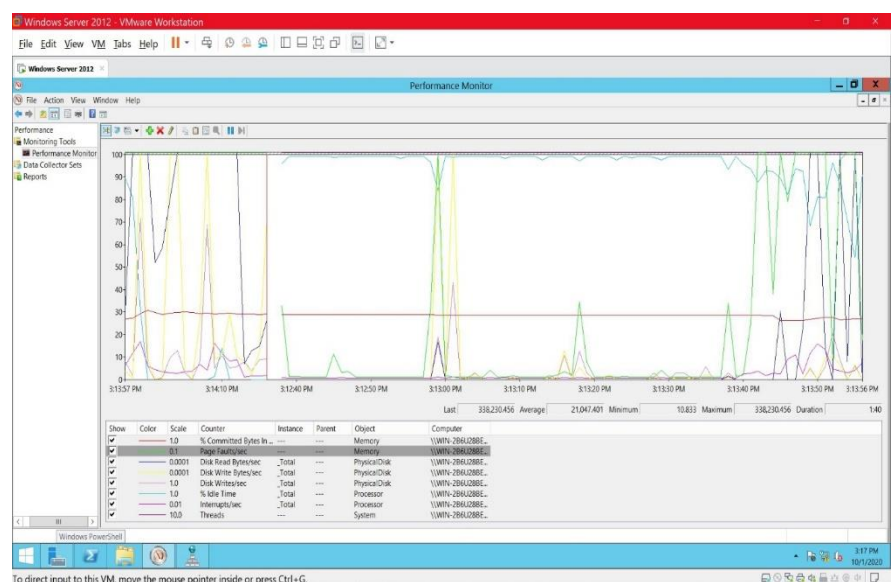 Windows Server 2012 - VMware Workstation
File Edit View VM Tabs Help
Windows Server 2012
Performance Monitor
File Action View Window Help
Performance
Monitoring Tools
Performance Monitor
Data Collector Sets
Reports
100
90
80
70
60
50
40
30
20
10
0
3:13:57 PM 3:14:10 PM 3:12:40 PM 3:12:50 PM 3:13:00 PM 3:13:10 PM 3:13:20 PM 3:13:30 PM 3:13:40 PM 3:13:50 PM 3:13:56 PM
Last 338,230.456 Average 21,047.401 Minimum 10.833 Maximum 338,230.456 Duration 1:40
Show Color Scale Counter Instance Parent Object Computer
1.0 % Committed Bytes In ... --- --- Memory \\WIN-2B6U28BE...
0.1 Page Faults/sec --- --- Memory \\WIN-2B6U28BE...
0.0001 Disk Read Bytes/sec _Total --- PhysicalDisk \\WIN-2B6U28BE...
0.0001 Disk Write Bytes/sec _Total --- PhysicalDisk \\WIN-2B6U28BE...
1.0 Disk Writes/sec _Total --- PhysicalDisk \\WIN-2B6U28BE...
1.0 % Idle Time _Total --- Processor \\WIN-2B6U28BE...
0.01 Interrupts/sec _Total --- Processor \\WIN-2B6U28BE...
10.0 Threads --- --- System \\WIN-2B6U28BE...
Windows PowerShell
3:17 PM
10/1/2020
To direct input to this VM, move the mouse pointer inside or press Ctrl+G.